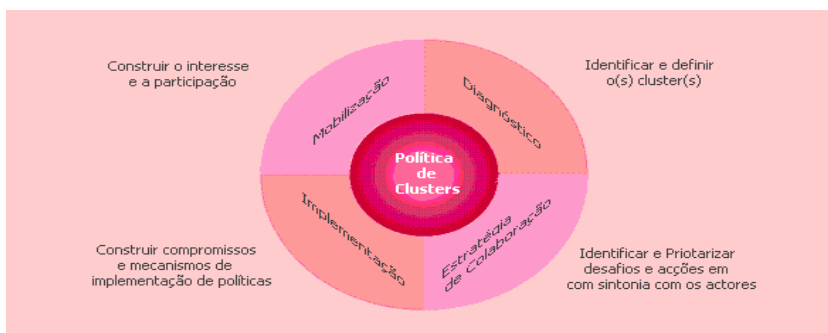 Construir o interesse
e a participação
Mobilização
Diagnóstico
Identificar e definir
o(s) cluster(s)
Política
de
Clusters
Construir compromissos
e mecanismos de
implementação de políticas
Implementação
Estratégia
de Colaboração
Identificar e Priotarizar
desafios e acções em
com sintonia com os actores